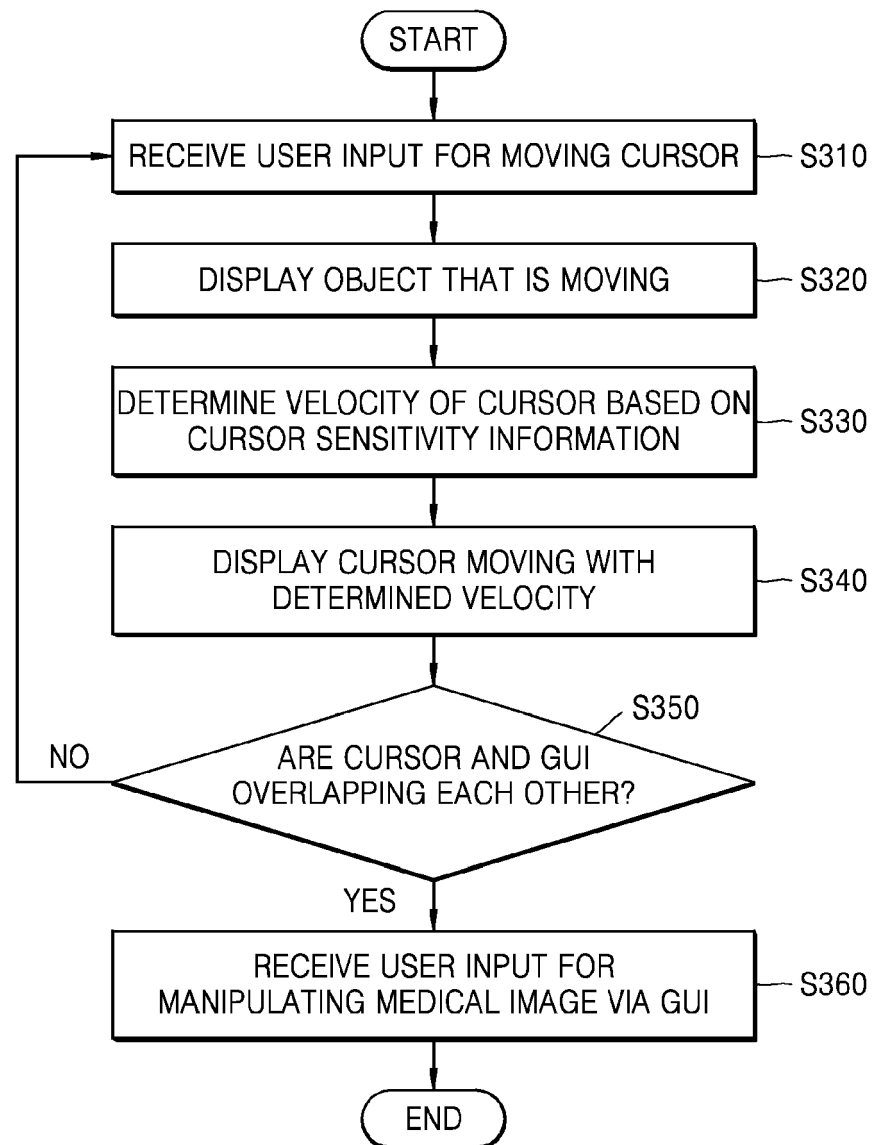 START
RECEIVE USER INPUT FOR MOVING CURSOR
S310
DISPLAY OBJECT THAT IS MOVING
S320
DETERMINE VELOCITY OF CURSOR BASED ON
CURSOR SENSITIVITY INFORMATION
S330
DISPLAY CURSOR MOVING WITH
DETERMINED VELOCITY
S340
S350
ARE CURSOR AND GUI
OVERLAPPING EACH OTHER?
NO
YES
RECEIVE USER INPUT FOR
MANIPULATING MEDICAL IMAGE VIA GUI
S360
END